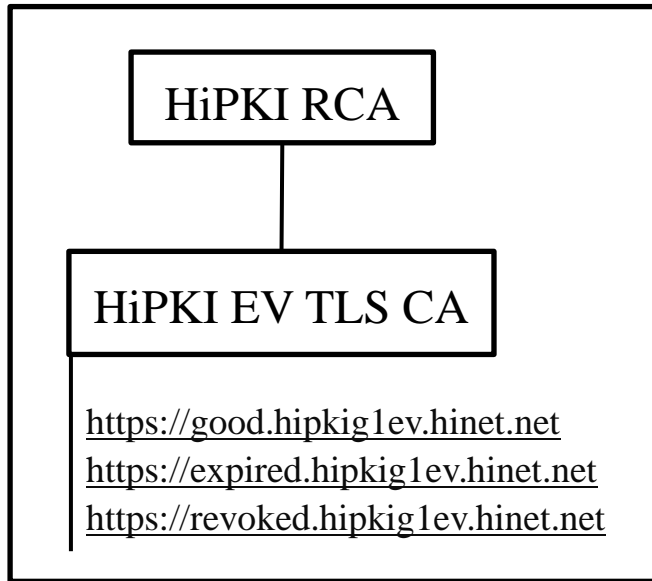 HiPKI RCA
HiPKI EV TLS CA
https://good.hipkig1ev.hinet.net
https://expired.hipkig1ev.hinet.net
https://revoked.hipkig1ev.hinet.net